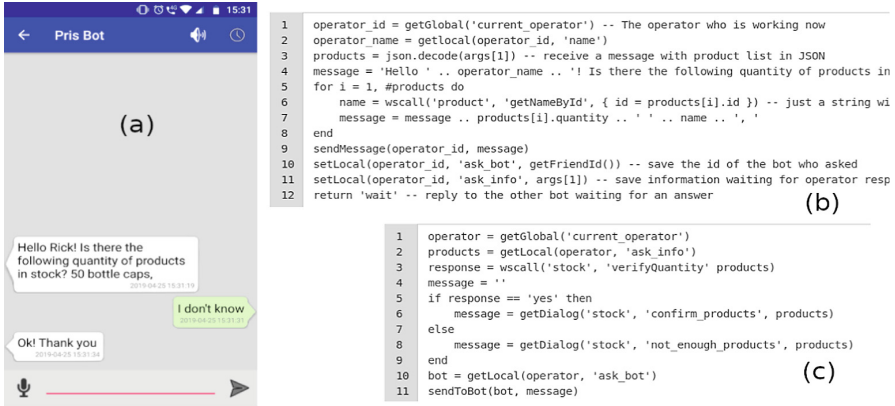 15:31
Pris Bot
(a)
Hello Rick! Is there the
following quantity of products
in stock? 50 bottle caps,
2019-04-25 15:31:19
I don't know
2019-04-25 15:31:31
Ok! Thank you
2019-04-25 15:31:34
1 operator_id = getGlobal('current_operator') -- The operator who is working now
2 operator_name = getlocal(operator_id, 'name')
3 products = json.decode(args[1]) -- receive a message with product list in JSON
4 message = 'Hello ' .. operator_name .. '! Is there the following quantity of products in
5 for i = 1, #products do
6 name = wscall('product', 'getNameById', { id = products[i].id }) -- just a string wi
7 message = message .. products[i].quantity .. ' ' .. name .. ', '
8 end
9 sendMessage(operator_id, message)
10 setLocal(operator_id, 'ask_bot', getFriendId()) -- save the id of the bot who asked
11 setLocal(operator_id, 'ask_info', args[1]) -- save information waiting for operator resp
12 return 'wait' -- reply to the other bot waiting for an answer
(b)
1 operator = getGlobal('current_operator')
2 products = getLocal(operator, 'ask_info')
3 response = wscall('stock', 'verifyQuantity' products)
4 message = ''
5 if response == 'yes' then
6 message = getDialog('stock', 'confirm_products', products)
7 else
8 message = getDialog('stock', 'not_enough_products', products)
9 end
10 bot = getLocal(operator, 'ask_bot')
11 sendToBot(bot, message)
(c)